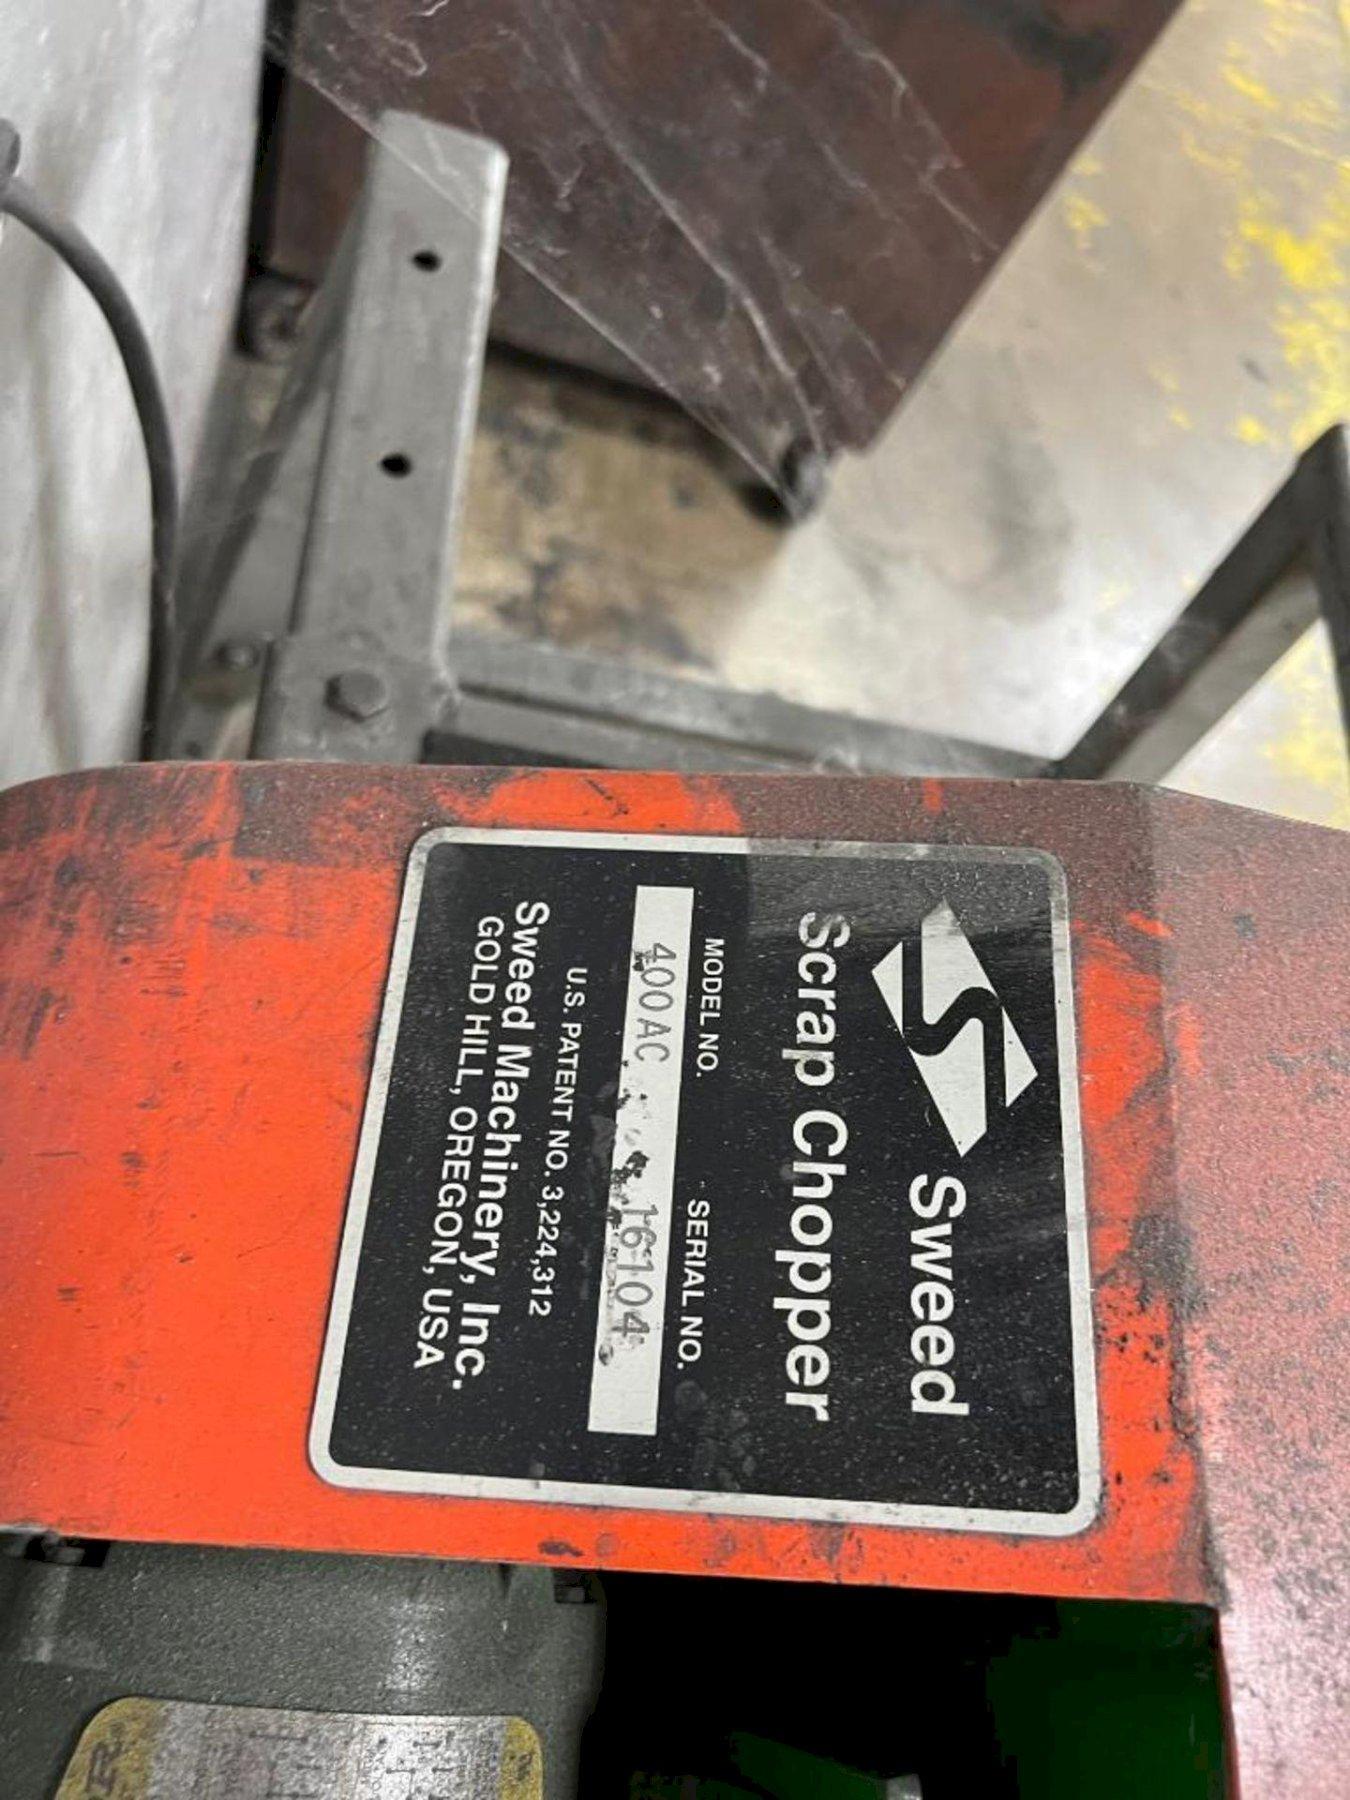 Sweed
Scrap Chopper
MODEL NO. SERIAL NO.
400AC 16104
U.S. PATENT NO. 3,224,312
Sweed Machinery, Inc.
GOLD HILL, OREGON, USA